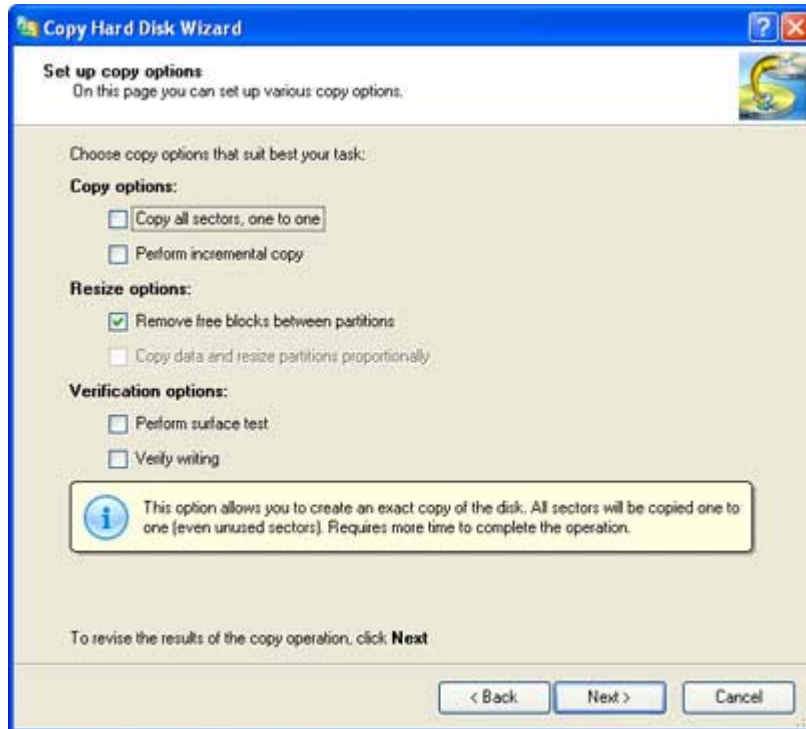 Copy Hard Disk Wizard
Set up copy options
On this page you can set up various copy options.
Choose copy options that suit best your task:
Copy options:
Copy all sectors, one to one
Perform incremental copy
Resize options:
Remove free blocks between partitions
Copy data and resize partitions proportionally
Verification options:
Perform surface test
Verify writing
This option allows you to create an exact copy of the disk. All sectors will be copied one to
one (even unused sectors). Requires more time to complete the operation.
To revise the results of the copy operation, click Next
< Back
Next >
Cancel